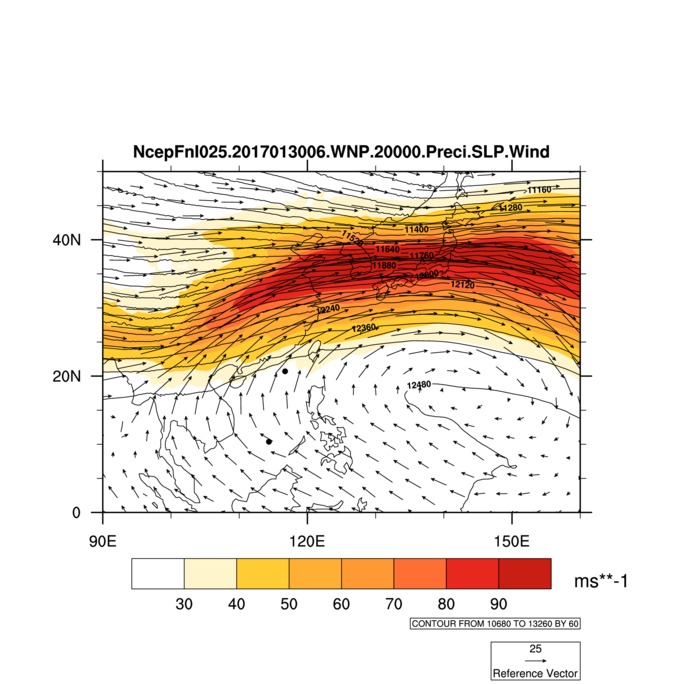 NcepFnl025.2017013006.WNP.20000.Preci.SLP.Wind
11160
11280
11400
11520
40N
11640
11760
11880
12000
12120
12240
12360
20N
12480
0
90E 120E 150E
ms**-1
30 40 50 60 70 80 90
CONTOUR FROM 10680 TO 13260 BY 60
25
Reference Vector